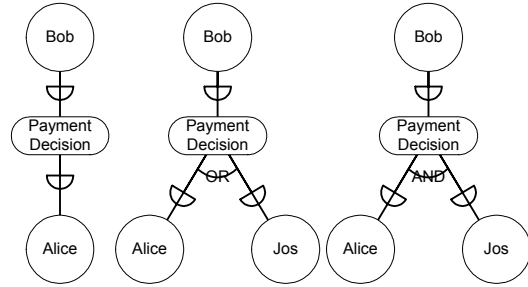 Bob
Payment
Decision
Alice
Bob
Payment
Decision
OR
Alice
Jos
Bob
Payment
Decision
AND
Alice
Jos